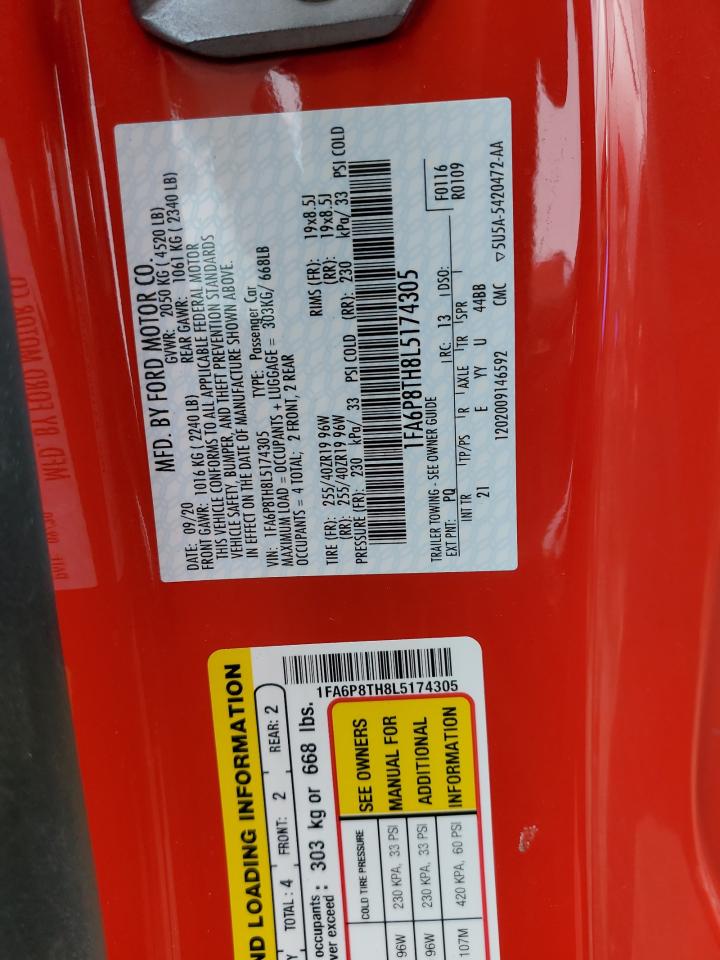 MFD. BY FORD MOTOR CO.
DATE: 09/20 GVWR: 2050 KG ( 4520 LB)
FRONT GAWR: 1016 KG ( 2240 LB) REAR GAWR: 1061 KG ( 2340 LB)
THIS VEHICLE CONFORMS TO ALL APPLICABLE FEDERAL MOTOR
VEHICLE SAFETY, BUMPER, AND THEFT PREVENTION STANDARDS
IN EFFECT ON THE DATE OF MANUFACTURE SHOWN ABOVE.
VIN: 1FA6P8TH8L5174305 TYPE: Passenger Car
MAXIMUM LOAD = OCCUPANTS + LUGGAGE = 303KG/ 668LB
OCCUPANTS = 4 TOTAL; 2 FRONT, 2 REAR
TIRE (FR): 255/40ZR19 96W RIMS (FR): 19x8.5J
(RR): 255/40ZR19 96W (RR): 19x8.5J
PRESSURE (FR): 230 kPa/ 33 PSI COLD (RR): 230 kPa/ 33 PSI COLD
1FA6P8TH8L5174305
TRAILER TOWING - SEE OWNER GUIDE F0116
EXT PNT: PQ RC: 13 DSO: R0109
INT TR TP/PS R AXLE TR SPR
21 E YY U 44BB
1202009146592 CMC ▽5U5A-5420472-AA
ND LOADING INFORMATION
TOTAL : 4 FRONT: 2 REAR: 2
occupants : 303 kg or 668 lbs.
ver exceed :
1FA6P8TH8L5174305
COLD TIRE PRESSURE SEE OWNERS
96W 230 KPA, 33 PSI MANUAL FOR
96W 230 KPA, 33 PSI ADDITIONAL
107M 420 KPA, 60 PSI INFORMATION